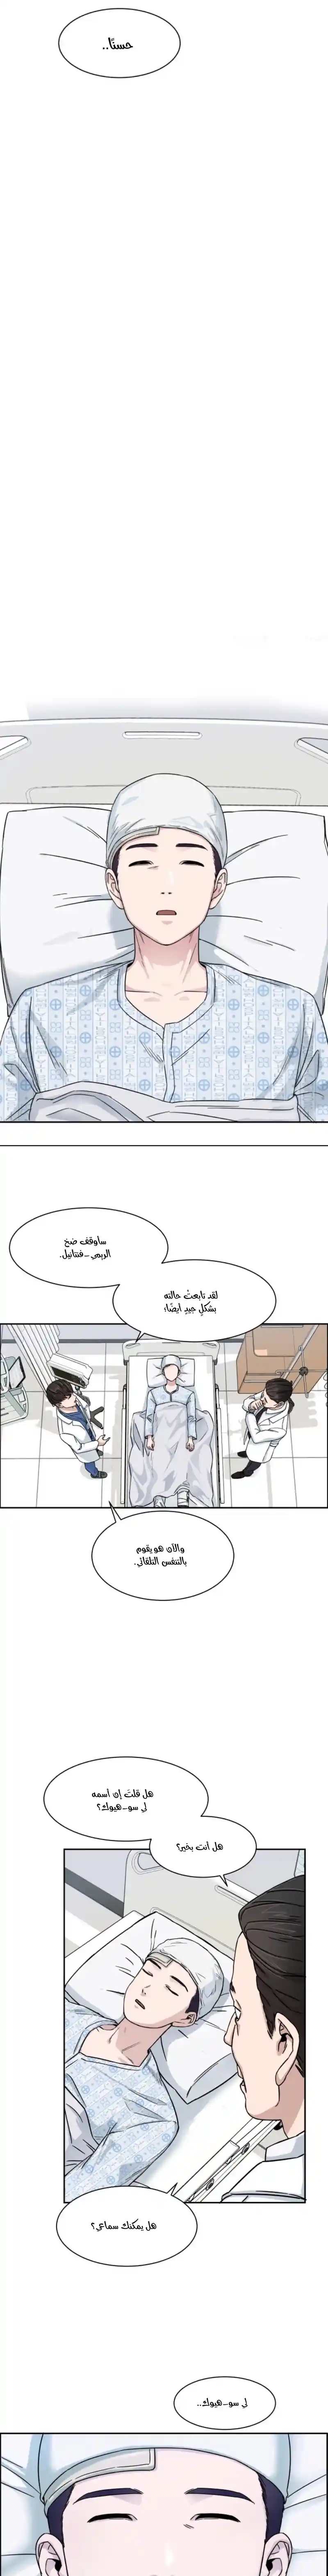 حسنًا..
سأوقف ضخ
الريمي-فنتانيل.
لقد تابعتُ حالته
بشكلٍ جيدٍ أيضًا؛
والآن هو يقوم
بالتنفس التلقائي.
هل قلتَ إن اسمه
لي سو-هيوك؟
هل أنت بخير؟
هل يمكنك سماعي؟
لي سو-هيوك..